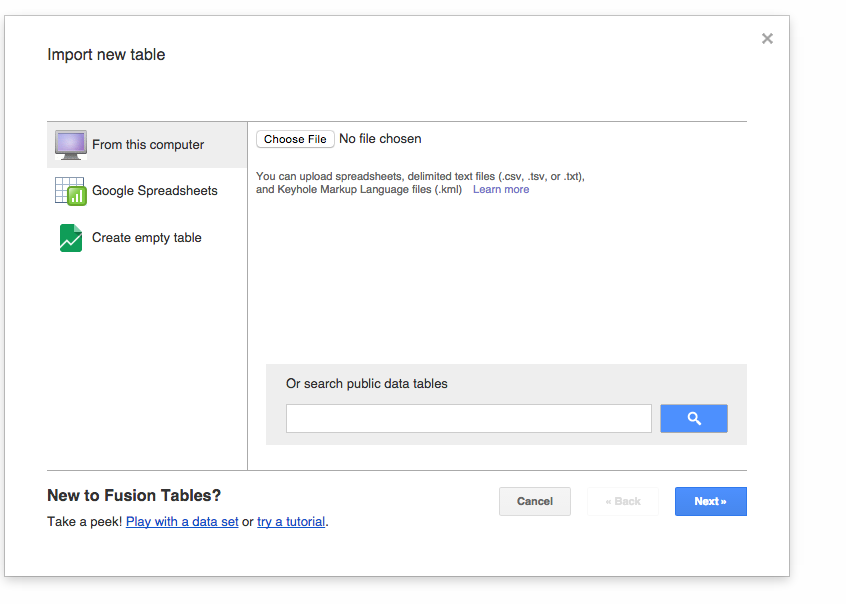 Import new table
From this computer
Google Spreadsheets
Create empty table
Choose File No file chosen
You can upload spreadsheets, delimited text files (.csv, .tsv, or .txt),
and Keyhole Markup Language files (.kml) Learn more
Or search public data tables
New to Fusion Tables?
Take a peek! Play with a data set or try a tutorial.
Cancel
« Back
Next »